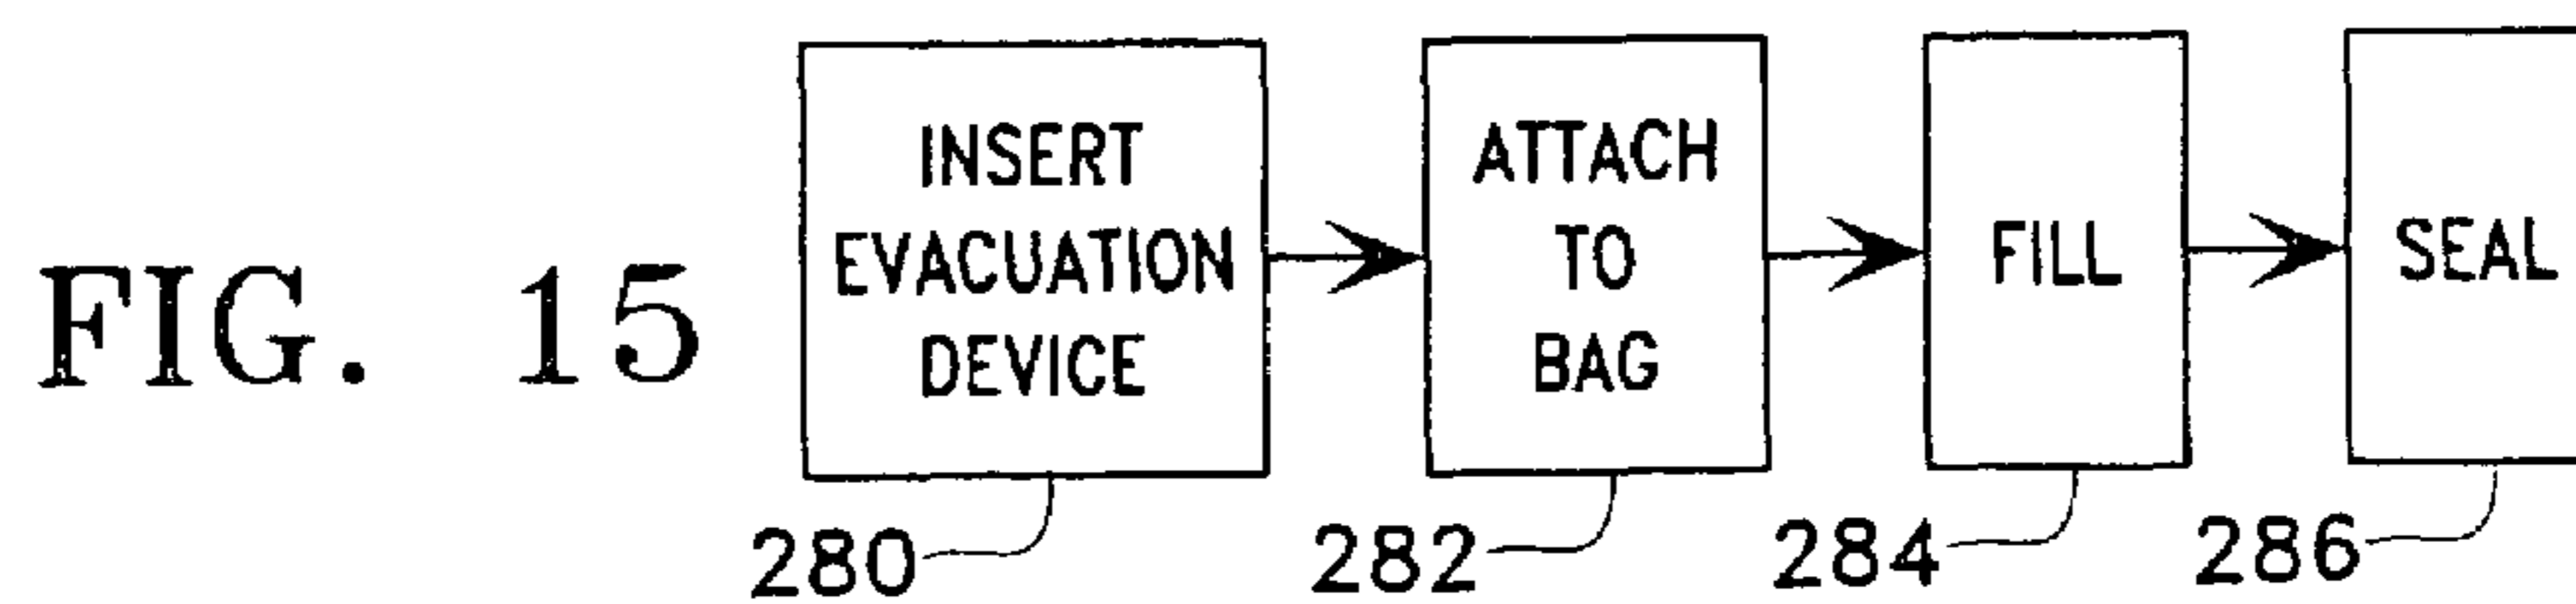 FIG. 15
INSERT
EVACUATION
DEVICE
280
ATTACH
TO
BAG
282
FILL
284
SEAL
286